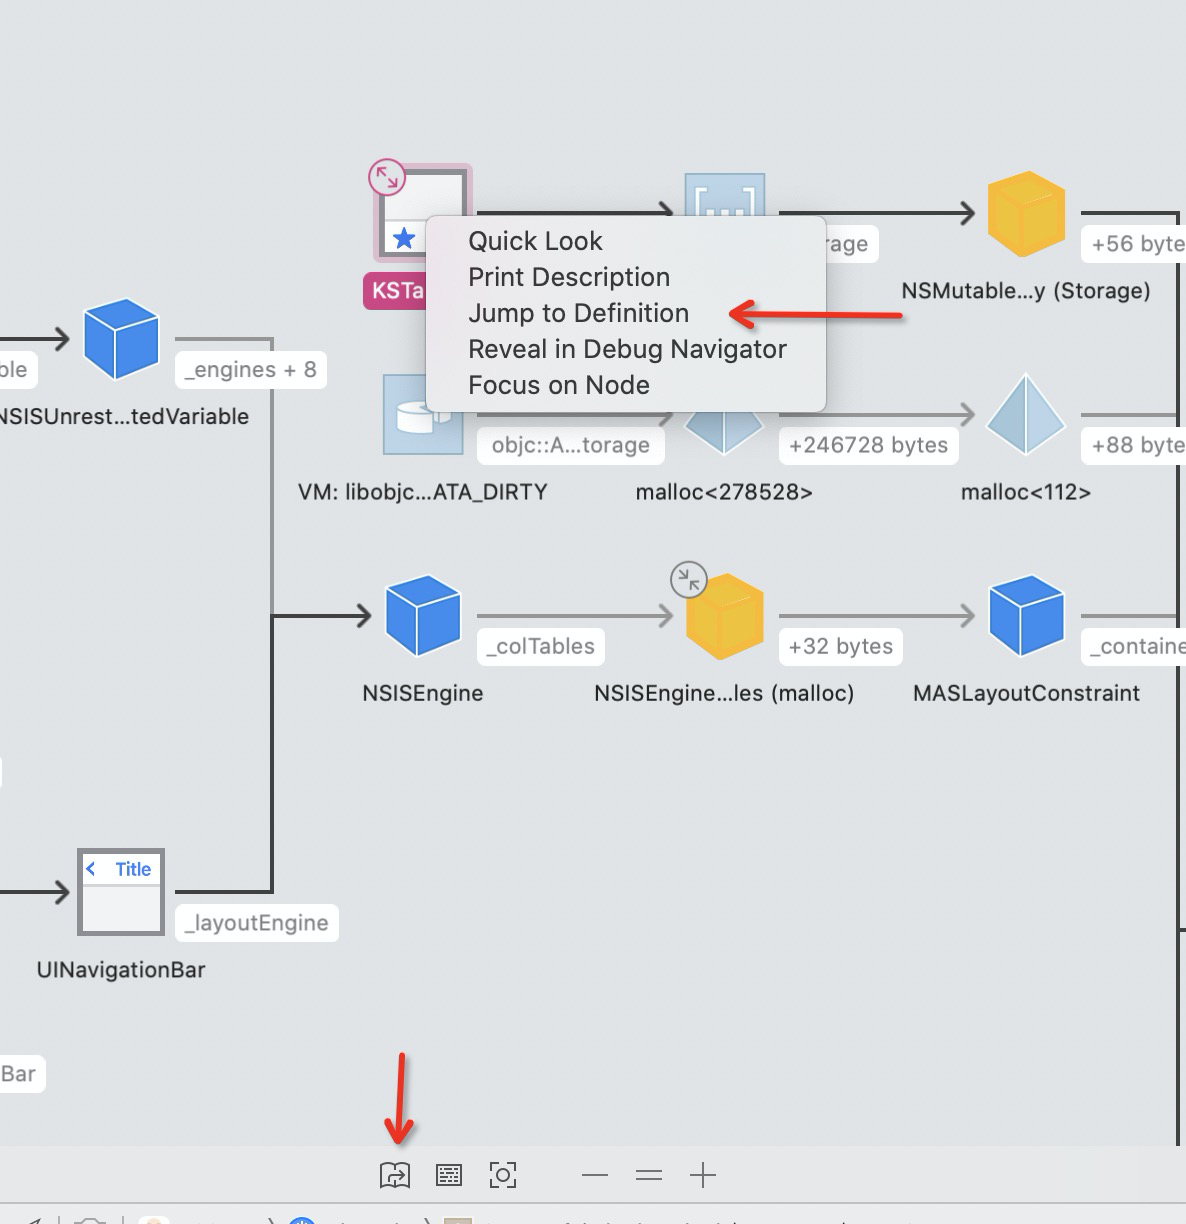 Quick Look
Print Description
Jump to Definition
Reveal in Debug Navigator
Focus on Node
KSTa
rage
+56 byte
NSMutable...y (Storage)
ble
_engines + 8
NSISUnrest...tedVariable
objc::A...torage
+246728 bytes
+88 byte
VM: libobjc...ATA_DIRTY
malloc<278528>
malloc<112>
_colTables
+32 bytes
_containe
NSISEngine
NSISEngine...les (malloc)
MASLayoutConstraint
Title
_layoutEngine
UINavigationBar
Bar